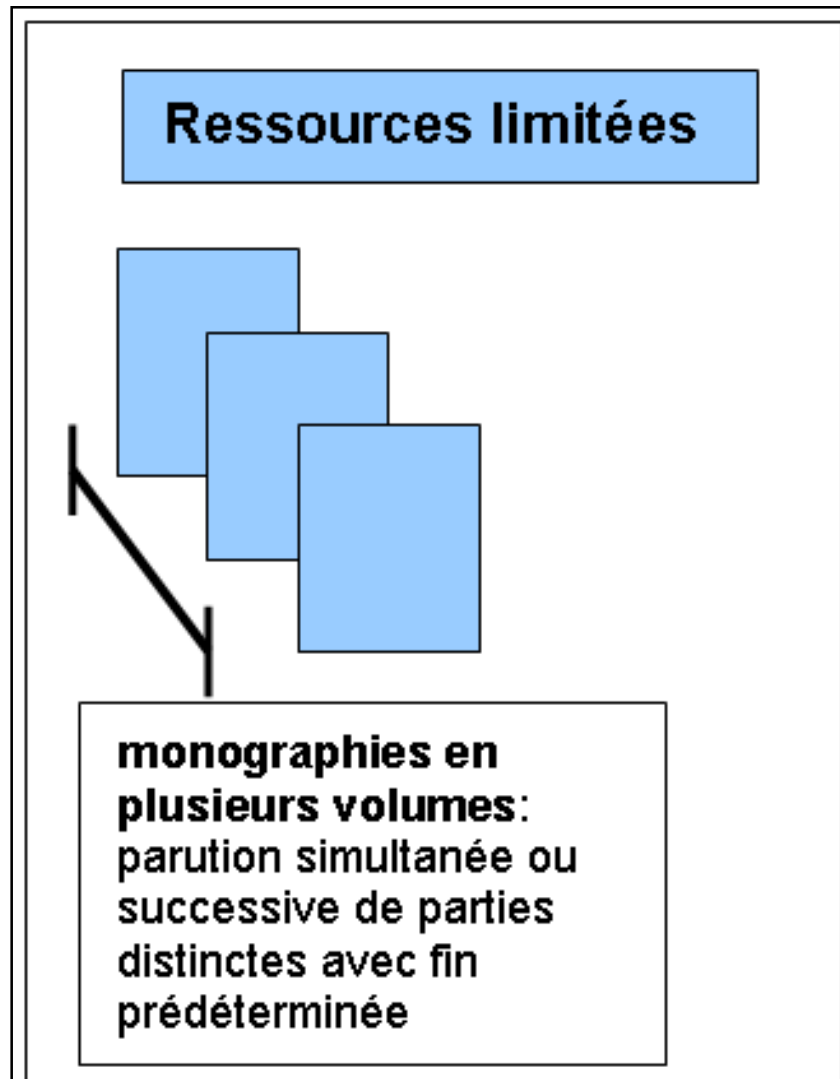 Ressources limitées
monographies en
plusieurs volumes:
parution simultanée ou
successive de parties
distinctes avec fin
prédéterminée